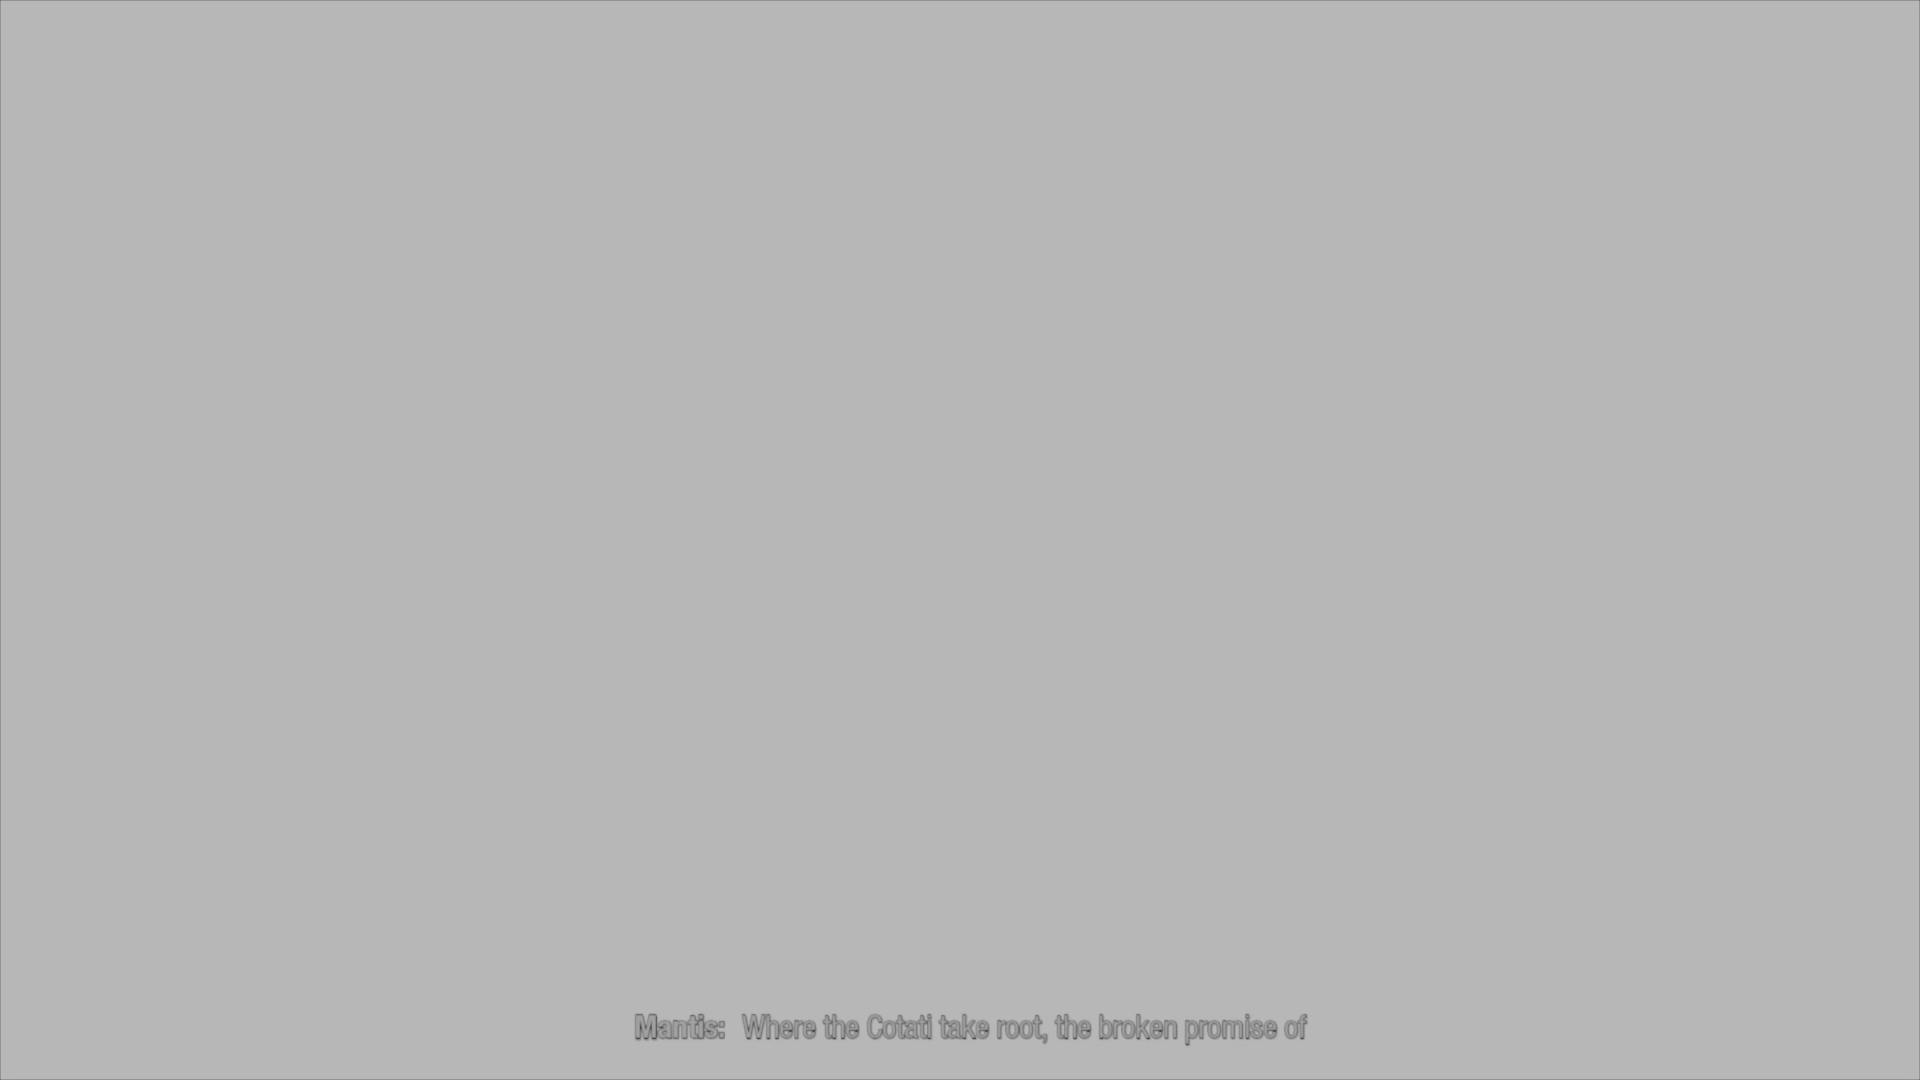 Mantis: Where the Cotati take root, the broken promise of